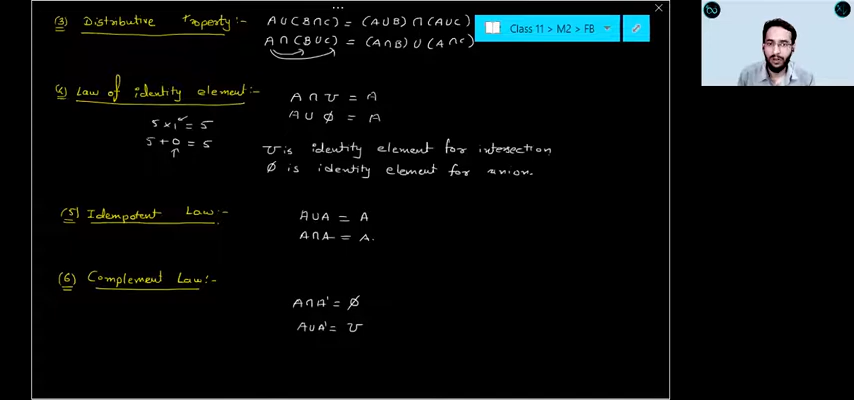 (3) Distributive Property:- A∪(B∩C) = (A∪B) ∩ (A∪C)
A∩(B∪C) = (A∩B) ∪ (A∩C)
Class 11 > M2 > FB
(4) Law of identity element:- A ∩ U = A
A ∪ ϕ = A
5 × 1 = 5
5 + 0 = 5
U is identity element for intersection
ϕ is identity element for union.
(5) Idempotent Law:- A∪A = A
A∩A = A.
(6) Complement Law:-
A∩A' = ϕ
A∪A' = U